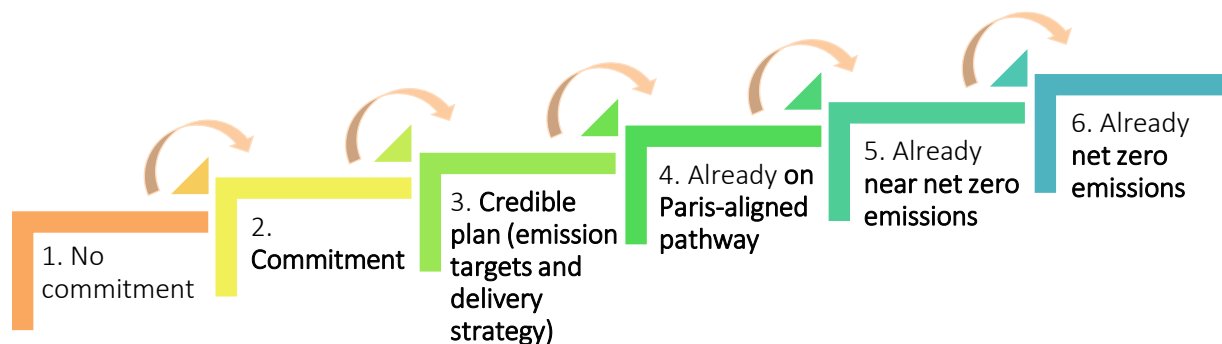 1. No
commitment
2.
Commitment
3. Credible
plan (emission
targets and
delivery
strategy)
4. Already on
Paris-aligned
pathway
5. Already
near net zero
emissions
6. Already
net zero
emissions